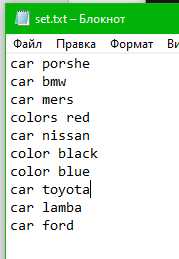 set.txt – Блокнот
Файл Правка Формат Ви
car porshe
car bmw
car mers
colors red
car nissan
color black
color blue
car toyota
car lamba
car ford